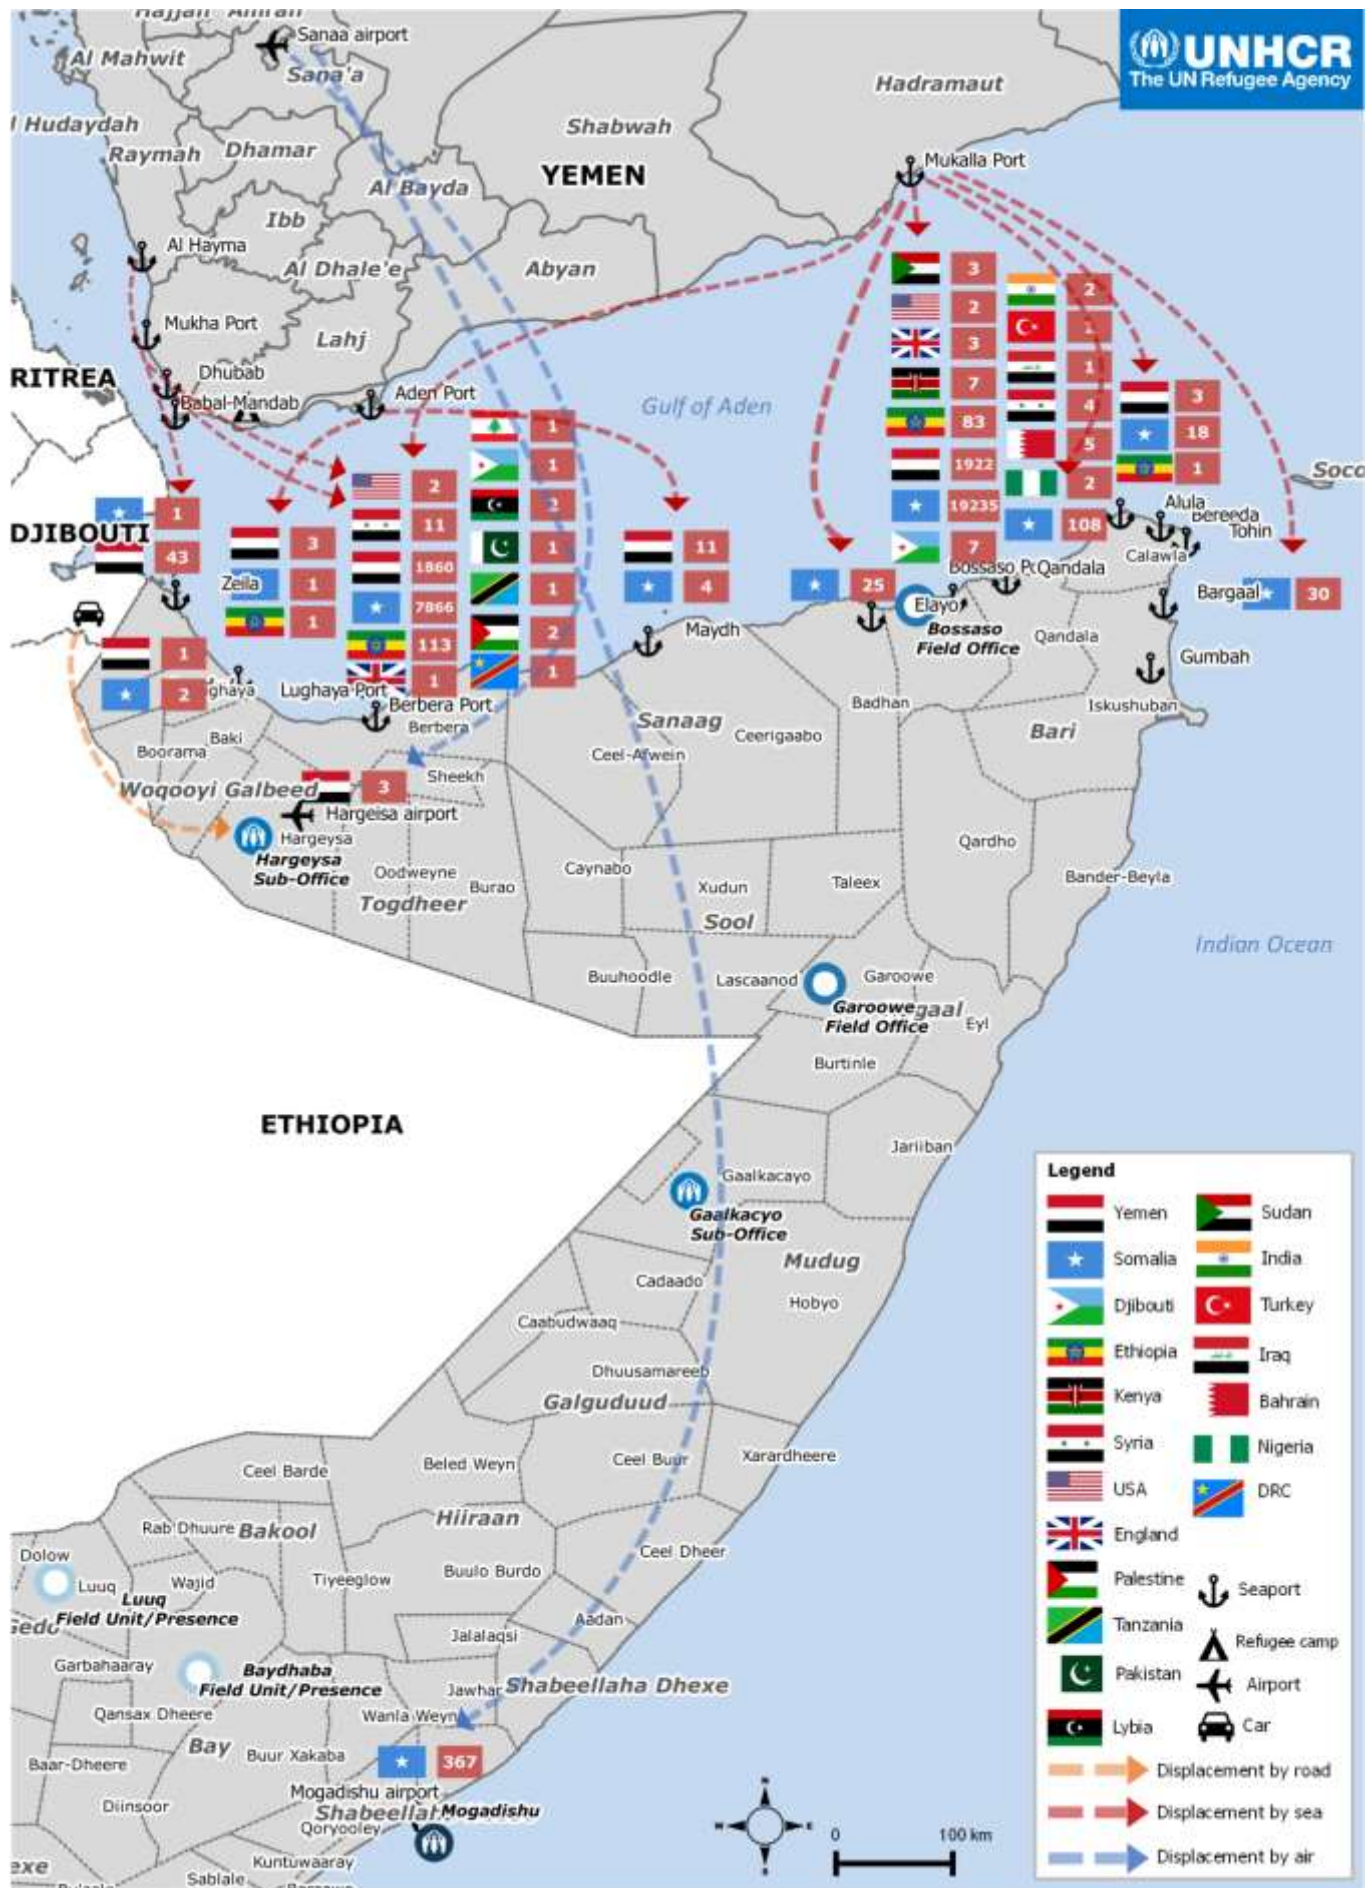 Hajjah
Amran
Sanaa airport
UNHCR
The UN Refugee Agency
Al Mahwit
Sana'a
Hadramaut
l Hudaydah
Shabwah
Raymah
Dhamar
Mukalla Port
YEMEN
Al Bayda
Ibb
Al Hayma
Al Dhale'e
Abyan
Mukha Port
Lahj
RITREA
Dhubab
Babal-Mandab
Aden Port
Gulf of Aden
3
2
3
7
83
1922
19235
7
2
1
1
4
5
2
108
3
18
1
Soco
Alula
Bereeda
Tohin
Calawla
DJIBOUTI
1
43
3
1
1
Zeila
2
11
1860
7866
113
1
1
1
2
1
1
2
1
11
4
25
Bossaso Po
Qandala
Elayo
Bossaso
Field Office
Bargaal
30
Maydh
Qandala
Gumbah
1
2
ghaya
Lughaya Port
Berbera Port
Berbera
Sanaag
Badhan
Iskushuban
Baki
Boorama
Ceel-Afwein
Ceerigaabo
Bari
Woqooyi Galbeed
Sheekh
3
Hargeisa airport
Hargeysa
Hargeysa
Sub-Office
Qardho
Oodweyne
Burao
Caynabo
Xudun
Taleex
Bander-Beyla
Togdheer
Sool
Indian Ocean
Buuhoodle
Lascaanod
Garoowe
Garoowe
Field Office
gaal
Eyl
Burtinle
ETHIOPIA
Jariiban
Gaalkacayo
Gaalkacyo
Sub-Office
Mudug
Cadaado
Hobyo
Caabudwaaq
Dhuusamareeb
Galguduud
Ceel Barde
Beled Weyn
Ceel Buur
Xarardheere
Rab Dhuure
Bakool
Hiiraan
Dolow
Ceel Dheer
Luuq
Luuq
Field Unit/Presence
Wajid
Tiyeeglow
Buulo Burdo
Gedo
Aadan
Jalalaqsi
Garbahaaray
Baydhaba
Field Unit/Presence
Jawhar
Shabeellaha Dhexe
Qansax Dheere
Wanla Weyn
Bay
Baar-Dheere
Buur Xakaba
367
Mogadishu airport
Diinsoor
Shabeellah
Mogadishu
Qoryooley
exe
Kuntuwaaray
Sablale
0
100 km
Legend
Yemen
Sudan
Somalia
India
Djibouti
Turkey
Ethiopia
Iraq
Kenya
Bahrain
Syria
Nigeria
USA
DRC
England
Palestine
Seaport
Tanzania
Refugee camp
Pakistan
Airport
Lybia
Car
Displacement by road
Displacement by sea
Displacement by air